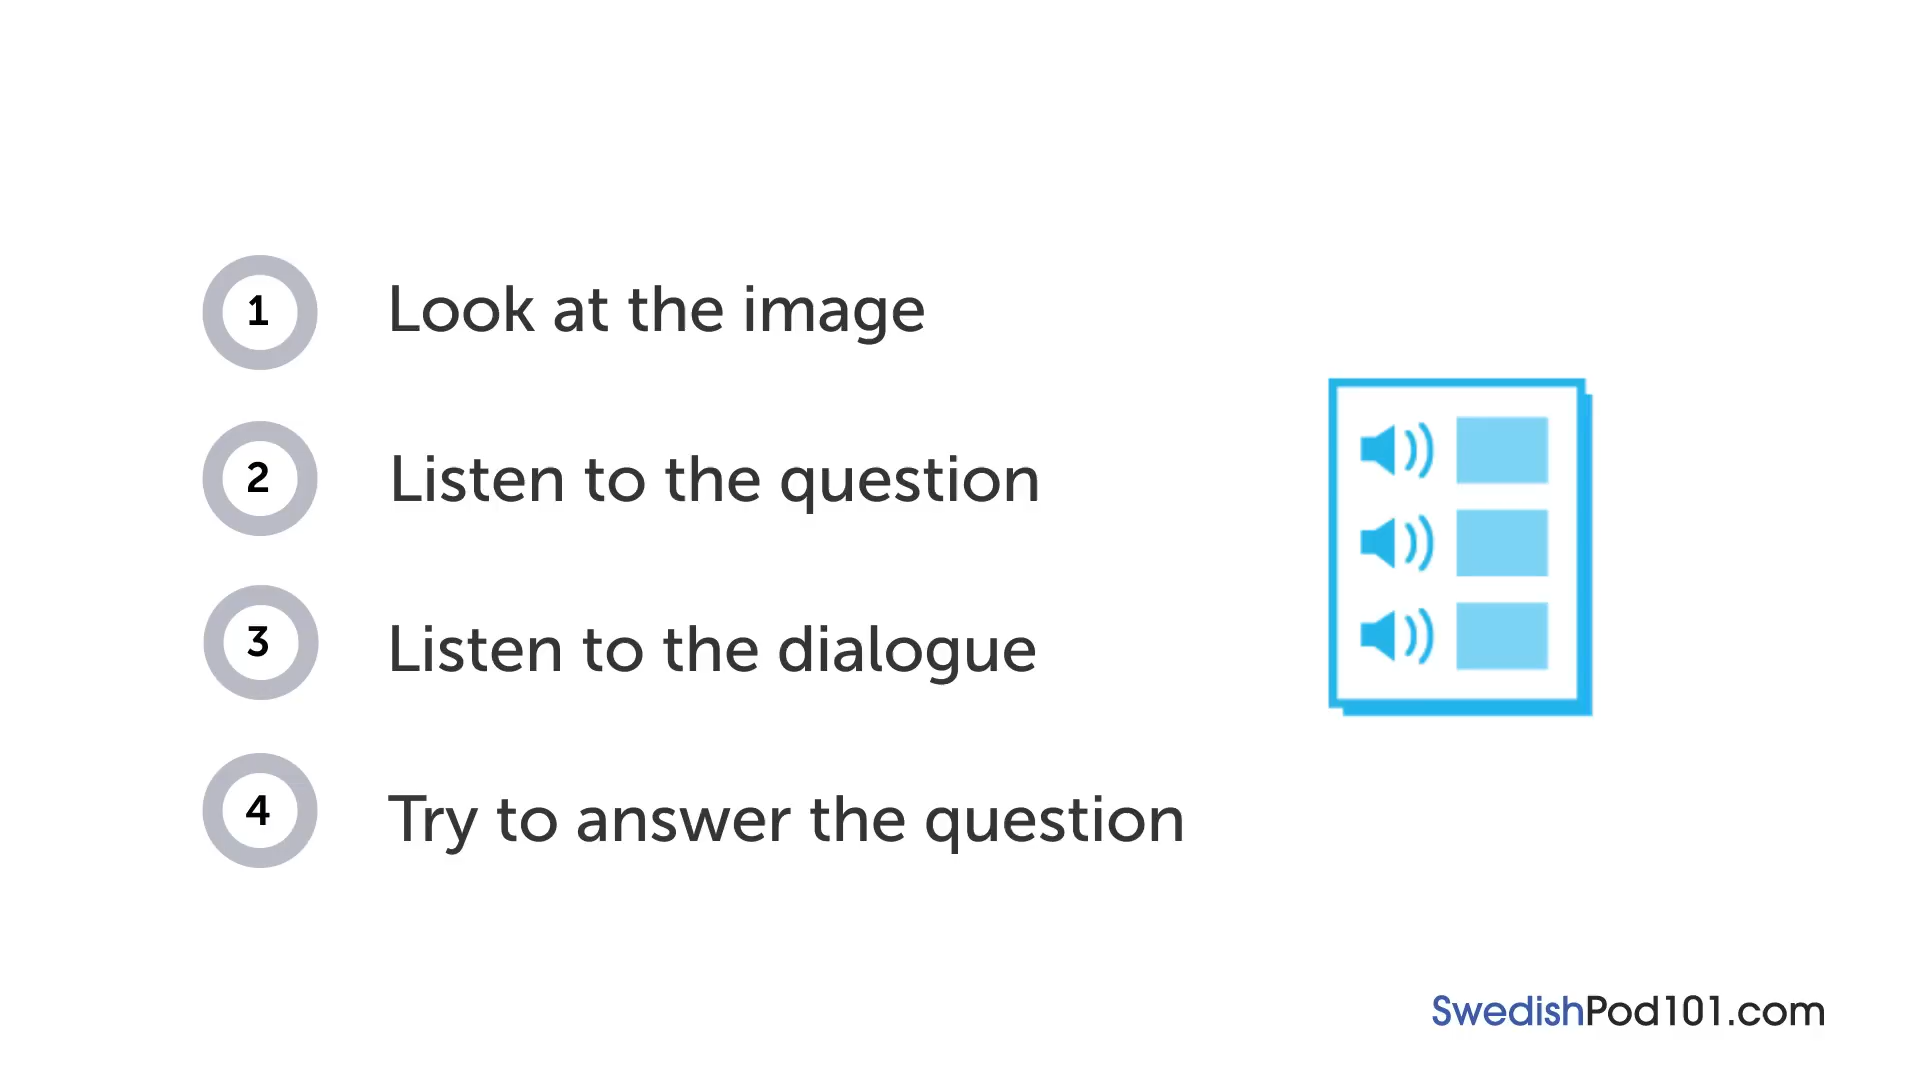 1 Look at the image
2 Listen to the question
3 Listen to the dialogue
4 Try to answer the question
SwedishPod101.com